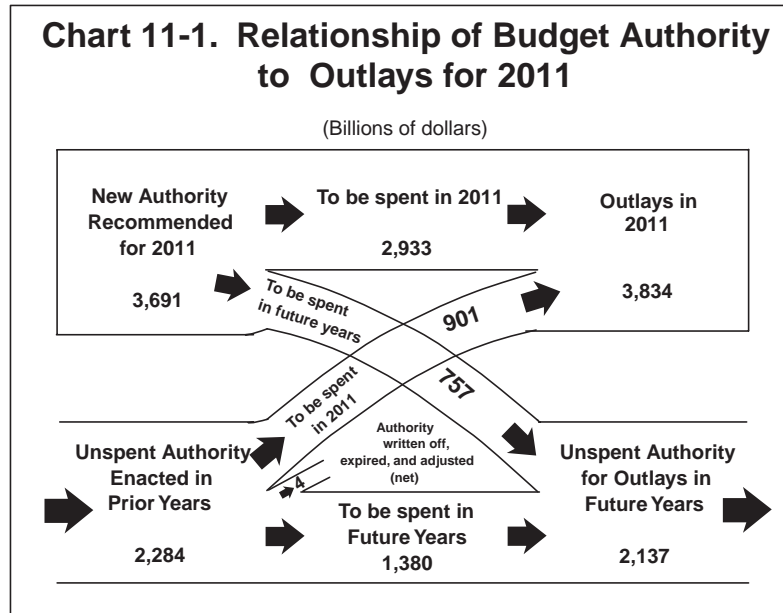 Chart 11-1. Relationship of Budget Authority
to Outlays for 2011
(Billions of dollars)
New Authority
Recommended
for 2011
3,691
To be spent in 2011
2,933
Outlays in
2011
3,834
To be spent
in future years
901
To be spent
in 2011
757
Authority
written off,
expired, and adjusted
(net)
4
Unspent Authority
Enacted in
Prior Years
2,284
To be spent in
Future Years
1,380
Unspent Authority
for Outlays in
Future Years
2,137